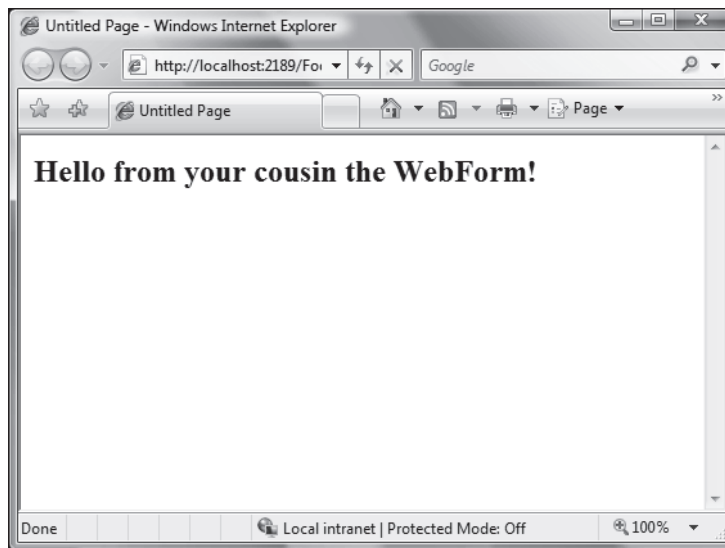 Untitled Page - Windows Internet Explorer
http://localhost:2189/
Google
Untitled Page
Page
Hello from your cousin the WebForm!
Done
Local intranet | Protected Mode: Off
100%